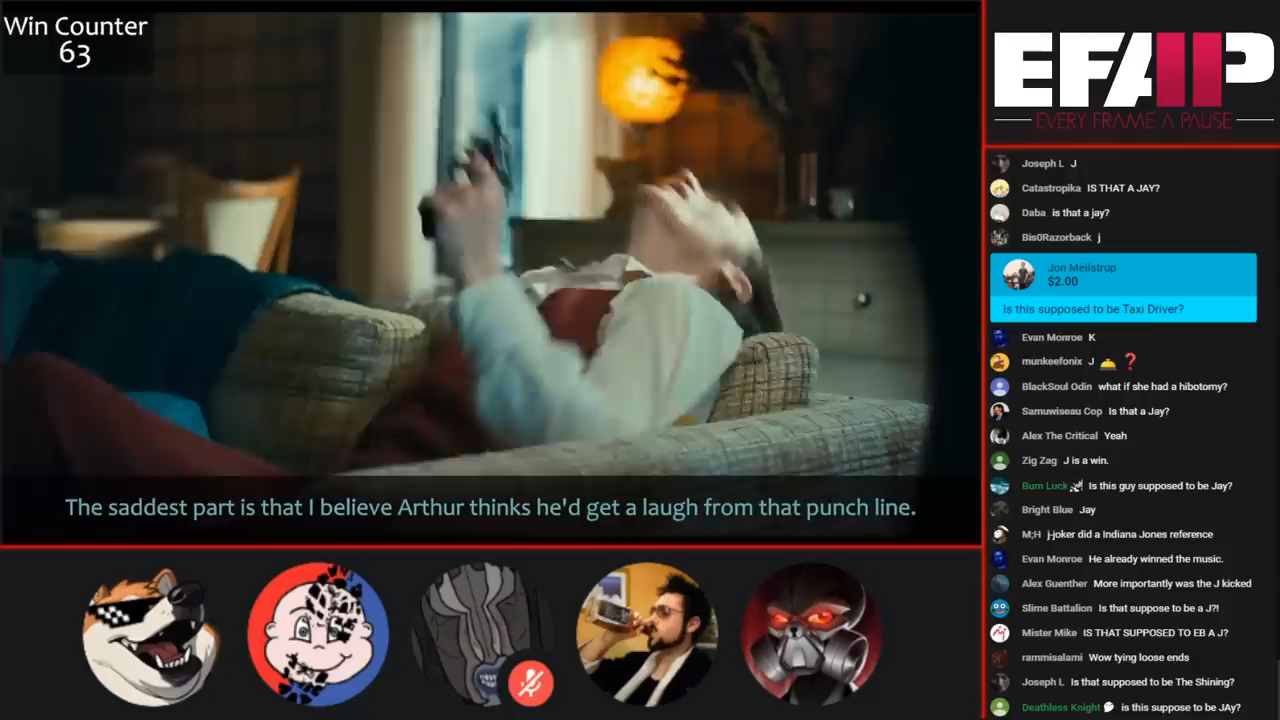 Win Counter
63
EFAP
EVERY FRAME A PAUSE
Joseph L J
Catastropika IS THAT A JAY?
Daba is that a jay?
Bis0Razorback j
Jon Meilstrup
$2.00
Is this supposed to be Taxi Driver?
Evan Monroe K
munkeefonix J 🛎️ ❓
BlackSoul Odin what if she had a hibotomy?
Samuwiseau Cop Is that a Jay?
Alex The Critical Yeah
Zig Zag J is a win.
Bum Luck Is this guy supposed to be Jay?
Bright Blue Jay
M;H j-joker did a Indiana Jones reference
Evan Monroe He already won the music.
Alex Guenther More importantly was the J kicked
Slime Battalion Is that suppose to be a J?!
Mister Mike IS THAT SUPPOSED TO EB A J?
rammisalami Wow tying loose ends
Joseph L Is that supposed to be The Shining?
Deathless Knight is this suppose to be JAy?
The saddest part is that I believe Arthur thinks he'd get a laugh from that punch line.